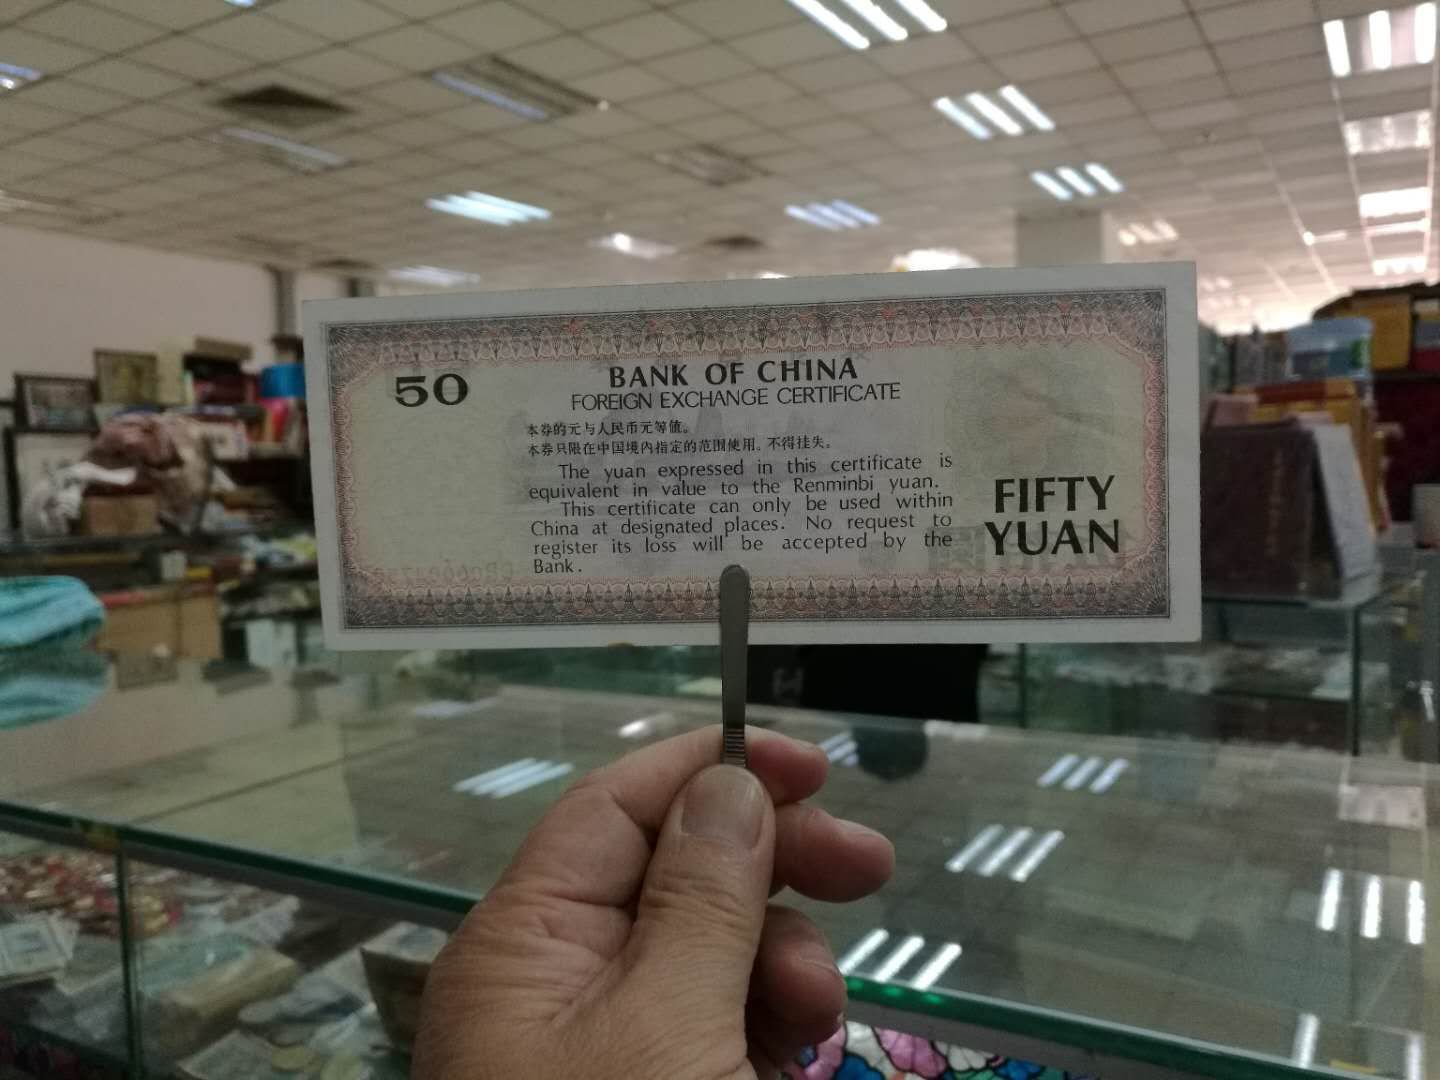 50
BANK OF CHINA
FOREIGN EXCHANGE CERTIFICATE
本券的元与人民币元等值。
本券只限在中国境内指定的范围使用。不得挂失。
The yuan expressed in this certificate is
equivalent in value to the Renminbi yuan.
This certificate can only be used within
China at designated places. No request to
register its loss will be accepted by the
Bank.
FIFTY
YUAN